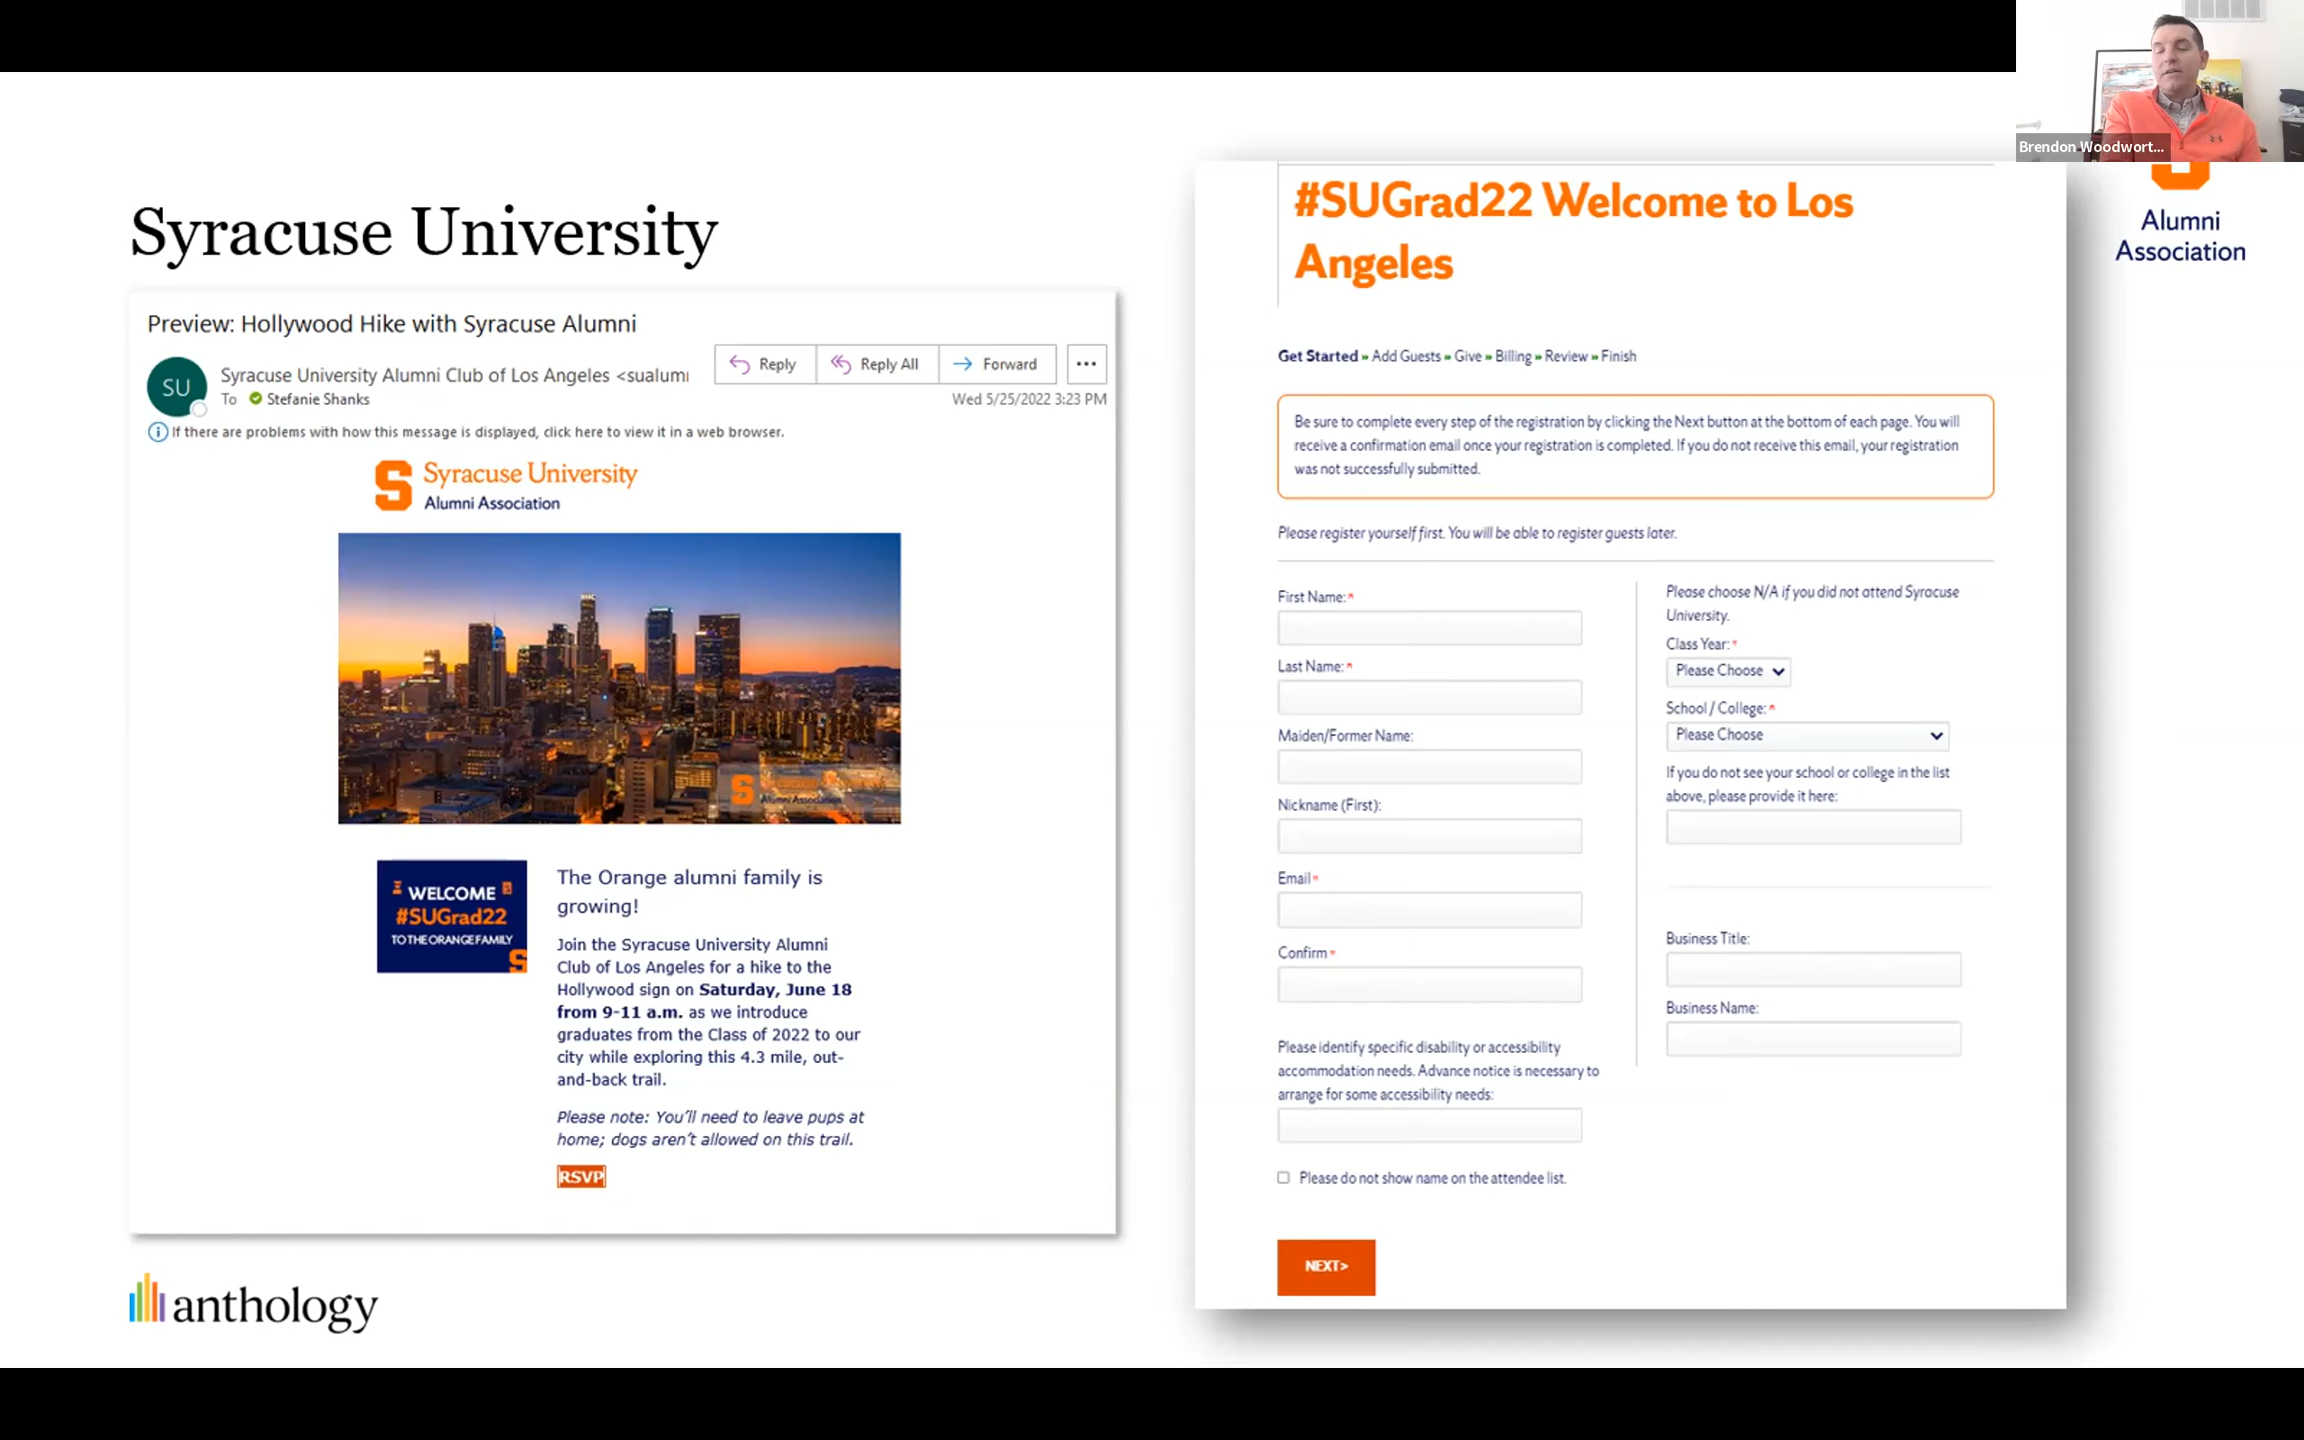 Brendon Woodwort...
Alumni
Association
Syracuse University
Preview: Hollywood Hike with Syracuse Alumni
SU
Syracuse University Alumni Club of Los Angeles <sualumi
Reply
Reply All
Forward
...
To Stefanie Shanks
Wed 5/25/2022 3:23 PM
If there are problems with how this message is displayed, click here to view it in a web browser.
S Syracuse University
Alumni Association
S
Alumni Association
WELCOME
#SUGrad22
TO THE ORANGE FAMILY
S
The Orange alumni family is
growing!
Join the Syracuse University Alumni
Club of Los Angeles for a hike to the
Hollywood sign on Saturday, June 18
from 9-11 a.m. as we introduce
graduates from the Class of 2022 to our
city while exploring this 4.3 mile, out-
and-back trail.
Please note: You'll need to leave pups at
home; dogs aren't allowed on this trail.
RSVP
anthology
#SUGrad22 Welcome to Los
Angeles
Get Started » Add Guests » Give » Billing » Review » Finish
Be sure to complete every step of the registration by clicking the Next button at the bottom of each page. You will
receive a confirmation email once your registration is completed. If you do not receive this email, your registration
was not successfully submitted.
Please register yourself first. You will be able to register guests later.
First Name:*
Last Name:*
Maiden/Former Name:
Nickname (First):
Email*
Confirm*
Please identify specific disability or accessibility
accommodation needs. Advance notice is necessary to
arrange for some accessibility needs:
Please do not show name on the attendee list.
NEXT>
Please choose N/A if you did not attend Syracuse
University.
Class Year:*
Please Choose
School / College:*
Please Choose
If you do not see your school or college in the list
above, please provide it here:
Business Title:
Business Name: